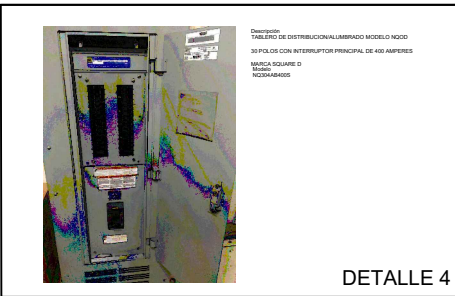 Descripción
TABLERO DE DISTRIBUCION/ALUMBRADO MODELO NQOD
30 POLOS CON INTERRUPTOR PRINCIPAL DE 400 AMPERES
MARCA SQUARE D
Modelo
NQ304AB400S
DETALLE 4